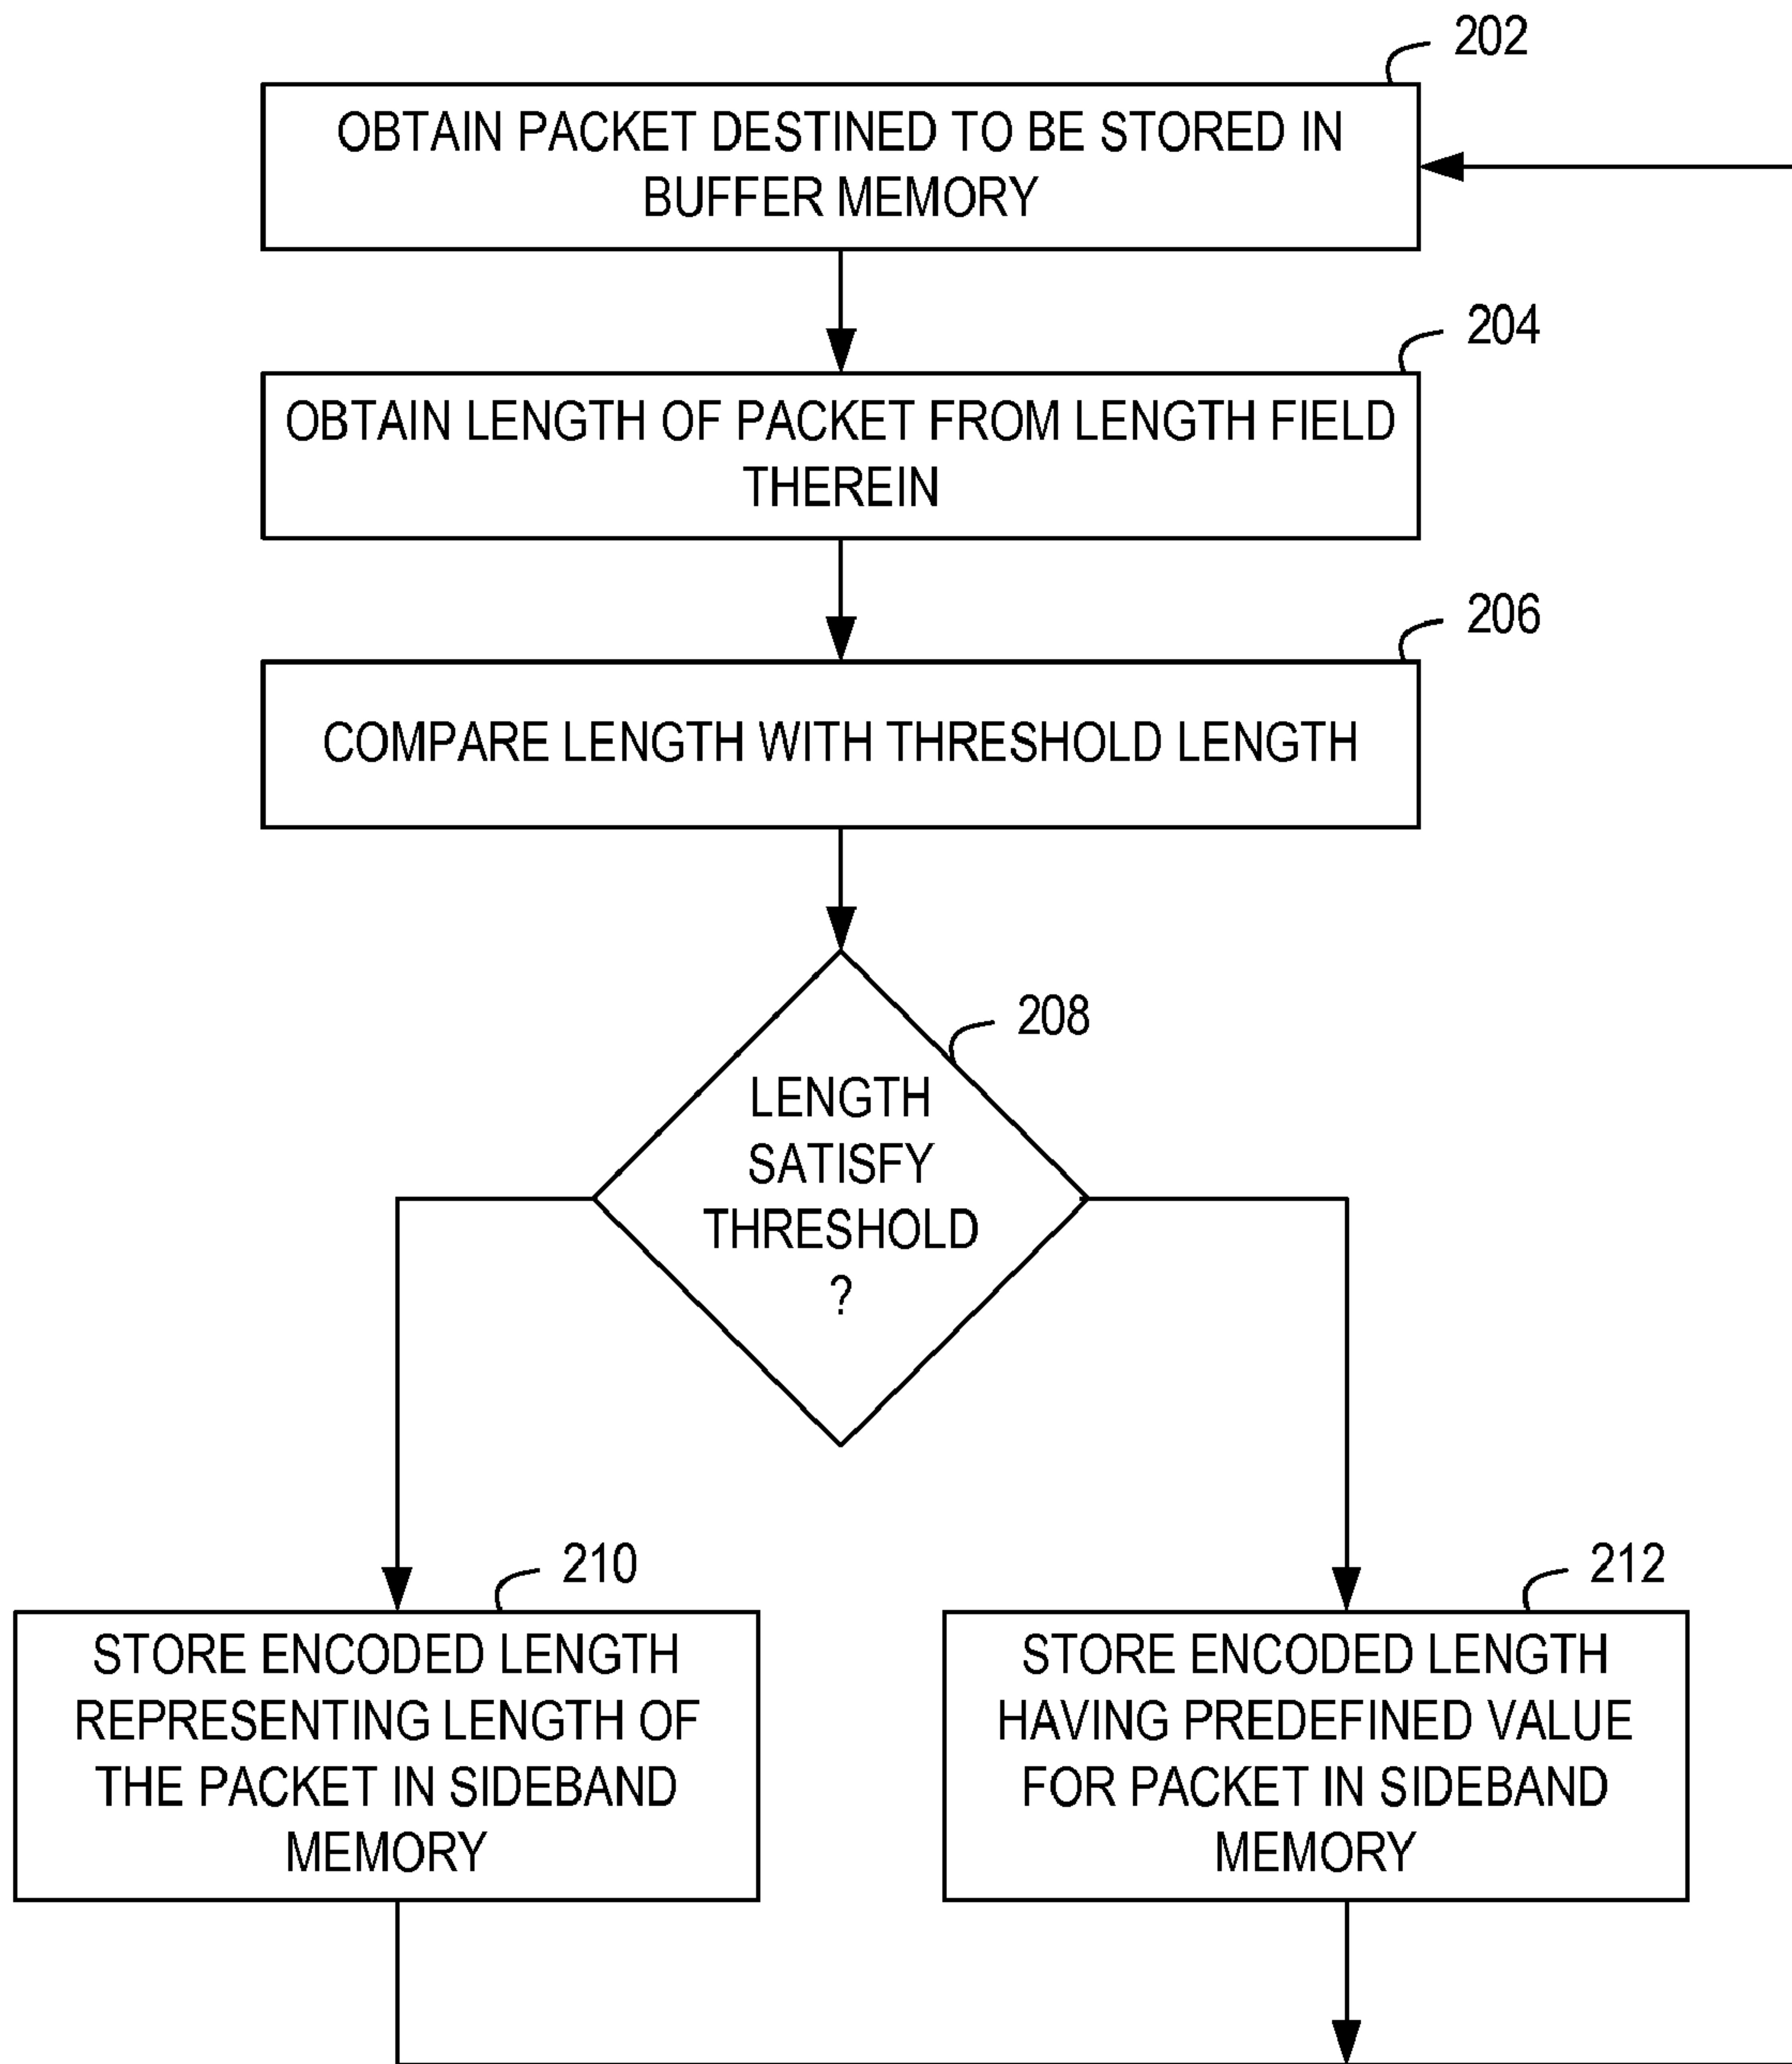 202
OBTAIN PACKET DESTINED TO BE STORED IN
BUFFER MEMORY
204
OBTAIN LENGTH OF PACKET FROM LENGTH FIELD
THEREIN
206
COMPARE LENGTH WITH THRESHOLD LENGTH
208
LENGTH
SATISFY
THRESHOLD
?
210
STORE ENCODED LENGTH
REPRESENTING LENGTH OF
THE PACKET IN SIDEBAND
MEMORY
212
STORE ENCODED LENGTH
HAVING PREDEFINED VALUE
FOR PACKET IN SIDEBAND
MEMORY